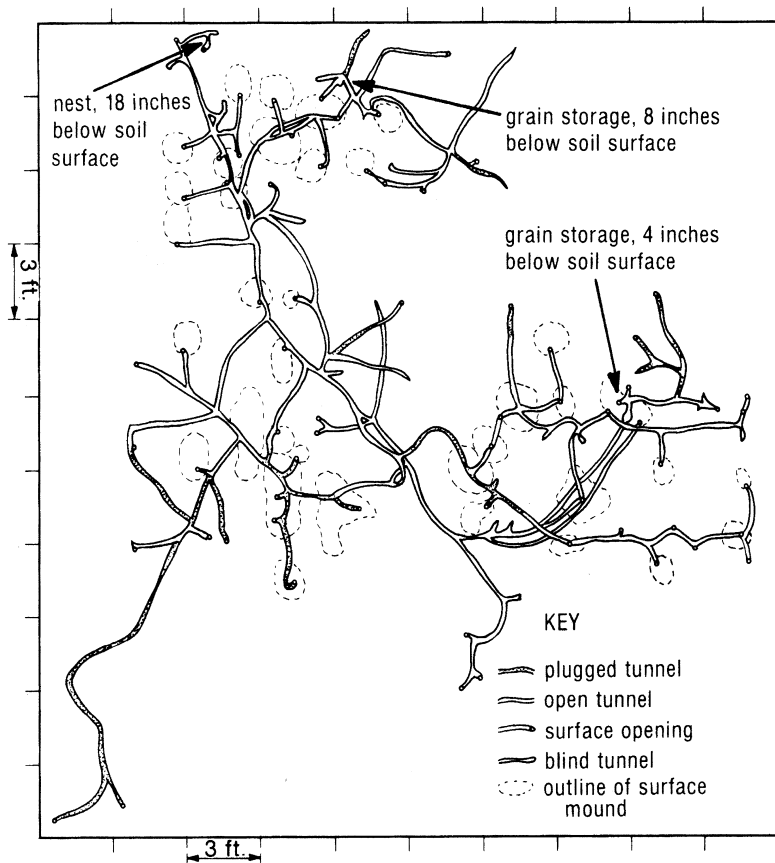 nest, 18 inches
below soil
surface
grain storage, 8 inches
below soil surface
grain storage, 4 inches
below soil surface
3 ft.
KEY
plugged tunnel
open tunnel
surface opening
blind tunnel
outline of surface
mound
3 ft.